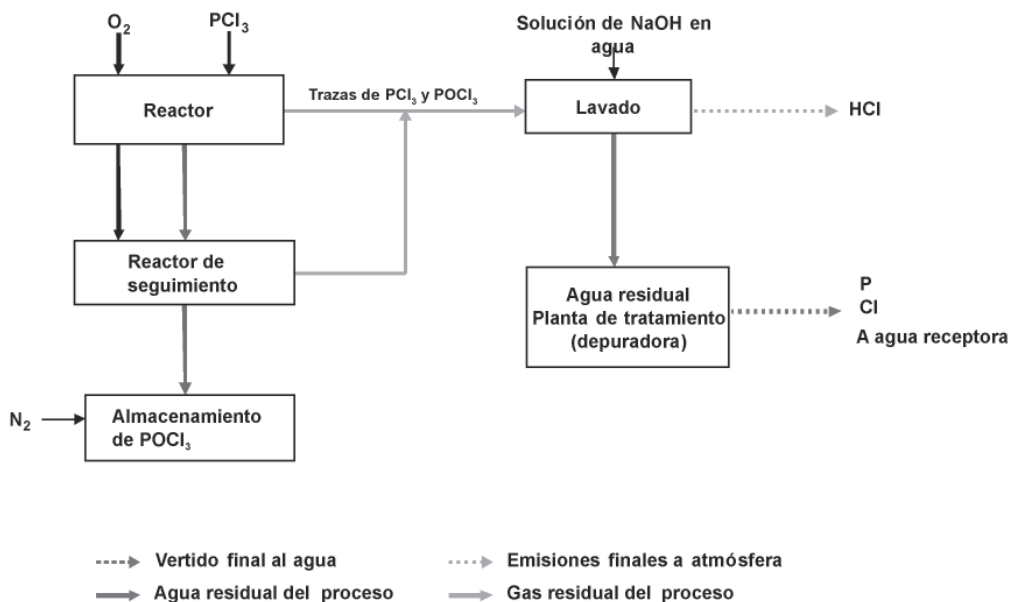 O₂
PCl₃
Solución de NaOH en
agua
Reactor
Trazas de PCl₃ y POCl₃
Lavado
HCl
Reactor de
seguimiento
Agua residual
Planta de tratamiento
(depuradora)
P
Cl
A agua receptora
N₂
Almacenamiento
de POCl₃
Vertido final al agua
Emisiones finales a atmósfera
Agua residual del proceso
Gas residual del proceso